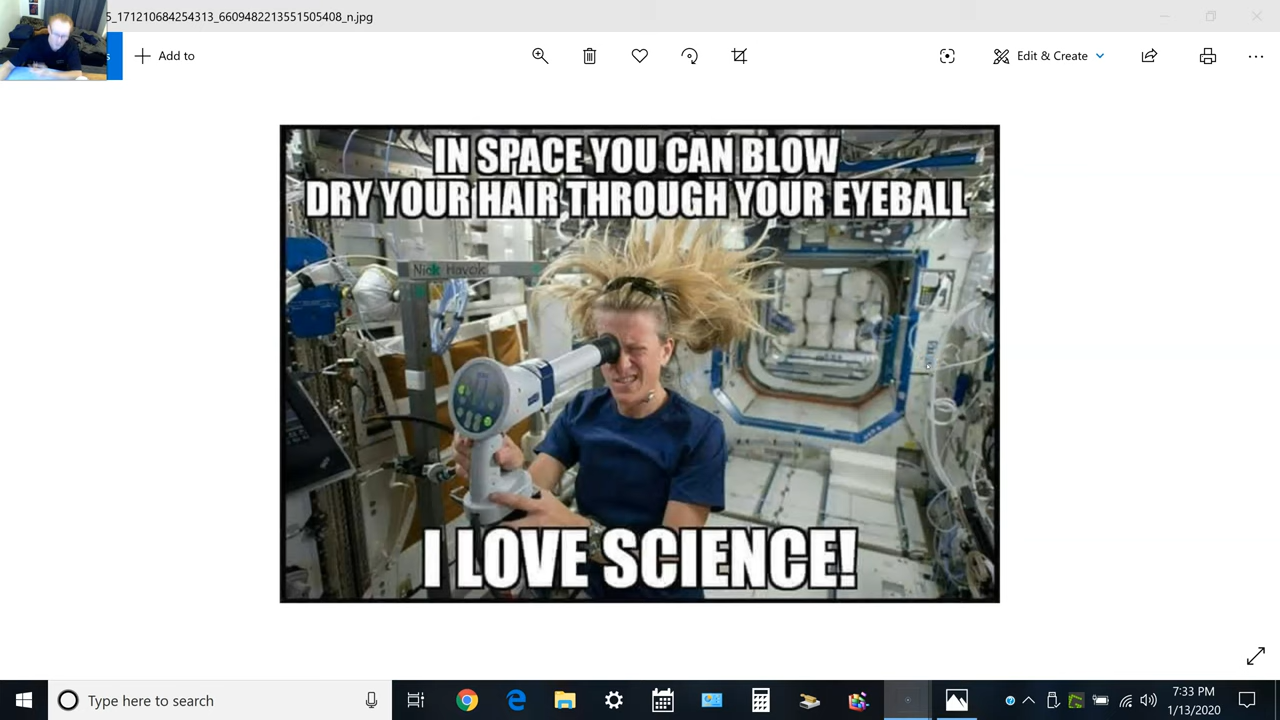 5_171210684254313_6609482213551505408_n.jpg
Add to
Edit & Create
IN SPACE YOU CAN BLOW
DRY YOUR HAIR THROUGH YOUR EYEBALL
Nick Havok
I LOVE SCIENCE!
Type here to search
7:33 PM
1/13/2020